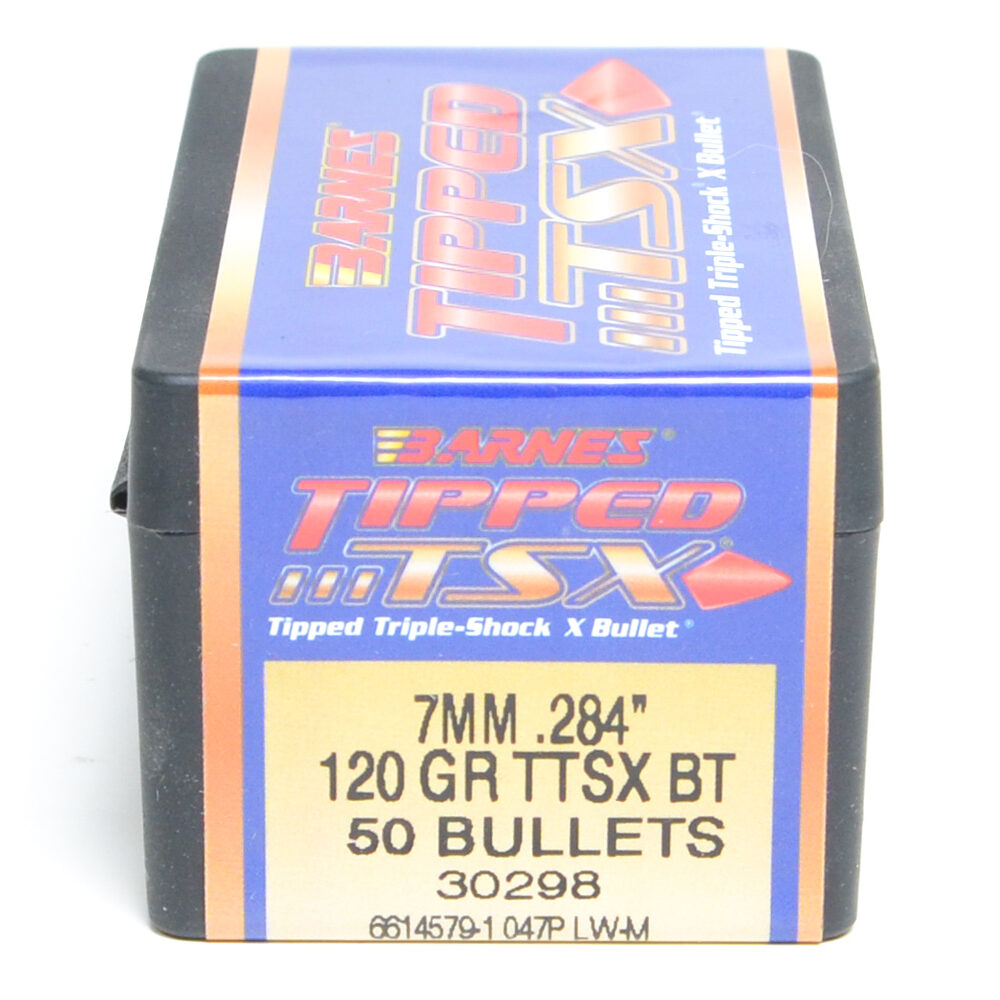 BARNES®
TIPPED
TSX®
Tipped Triple-Shock® X Bullet®
BARNES®
TIPPED
TSX®
Tipped Triple-Shock X Bullet®
7MM .284"
120 GR TTSX BT
50 BULLETS
30298
6614579-1 047P LW-M